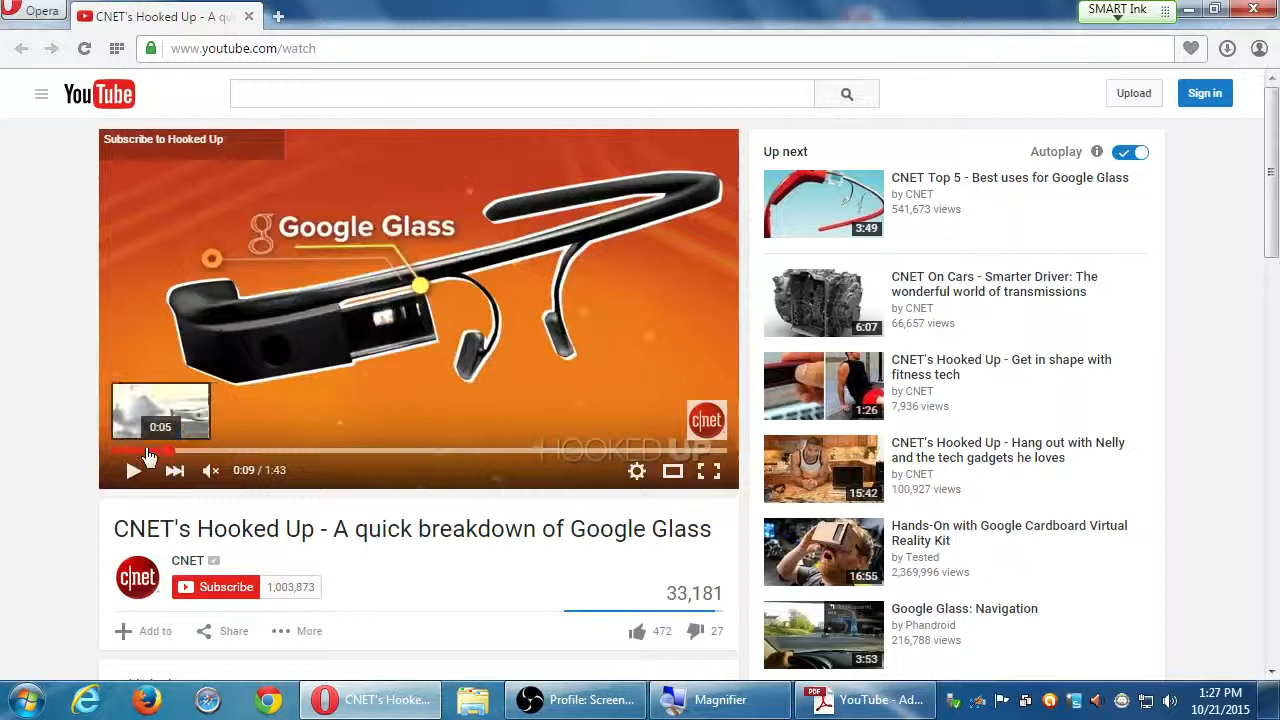 Opera
CNET's Hooked Up - A qui
SMART Ink
www.youtube.com/watch
YouTube
Upload
Sign in
Subscribe to Hooked Up
g Google Glass
0:05
c|net
HOOKED UP
0:09 / 1:43
CNET's Hooked Up - A quick breakdown of Google Glass
c|net
CNET
Subscribe
1,003,873
33,181
Add to
Share
More
472
27
Up next
Autoplay
CNET Top 5 - Best uses for Google Glass
by CNET
541,673 views
3:49
CNET On Cars - Smarter Driver: The
wonderful world of transmissions
by CNET
66,657 views
6:07
CNET's Hooked Up - Get in shape with
fitness tech
by CNET
7,936 views
1:26
CNET's Hooked Up - Hang out with Nelly
and the tech gadgets he loves
by CNET
100,927 views
15:42
Hands-On with Google Cardboard Virtual
Reality Kit
by Tested
2,369,996 views
16:55
Google Glass: Navigation
by Phandroid
216,788 views
3:53
CNET's Hooke...
Profile: Screen...
Magnifier
PDF
YouTube - Ad...
1:27 PM
10/21/2015